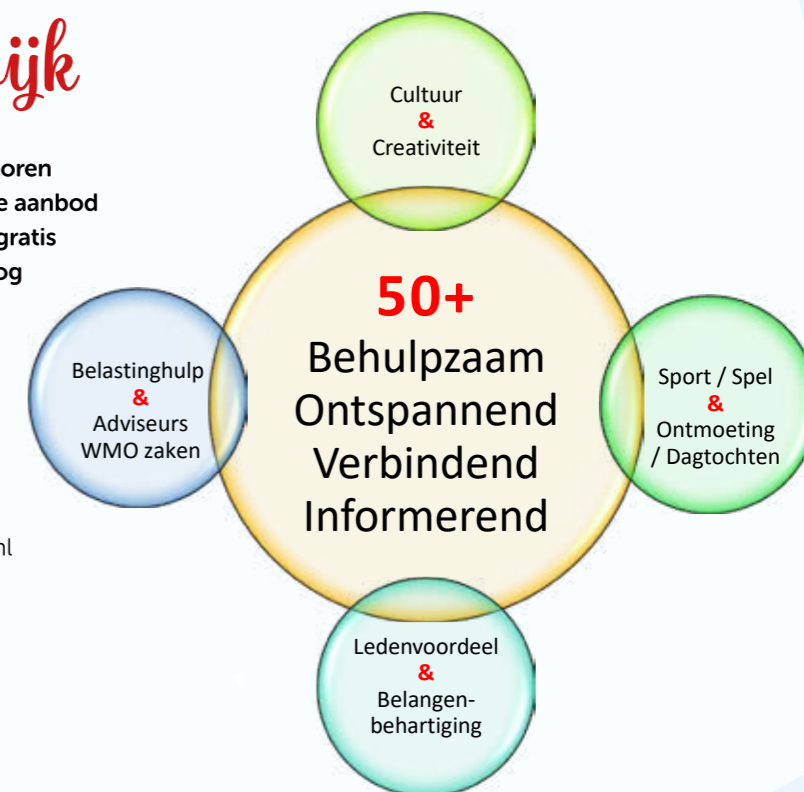 ijk
oren
e aanbod
gratis
og
nl
Cultuur
&
Creativiteit
50+
Behulpzaam
Ontspannend
Verbindend
Informerend
Belastinghulp
&
Adviseurs
WMO zaken
Sport / Spel
&
Ontmoeting
/ Dagtochten
Ledenvoordeel
&
Belangen-
behartiging